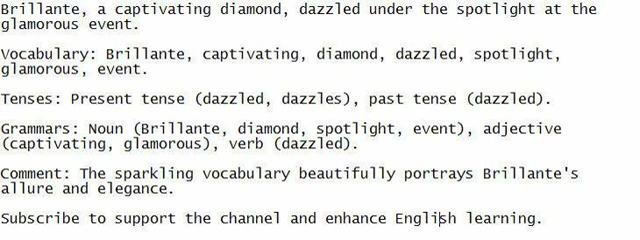 Brillante, a captivating diamond, dazzled under the spotlight at the
glamorous event.
Vocabulary: Brillante, captivating, diamond, dazzled, spotlight,
glamorous, event.
Tenses: Present tense (dazzled, dazzles), past tense (dazzled).
Grammars: Noun (Brillante, diamond, spotlight, event), adjective
(captivating, glamorous), verb (dazzled).
Comment: The sparkling vocabulary beautifully portrays Brillante's
allure and elegance.
Subscribe to support the channel and enhance English learning.